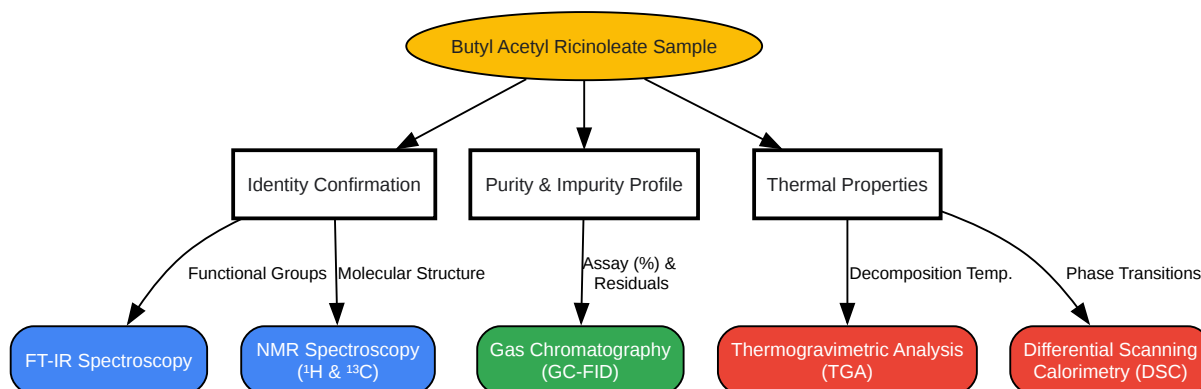 Butyl Acetyl Ricinoleate Sample
Identity Confirmation
Purity & Impurity Profile
Thermal Properties
Functional Groups
Molecular Structure
Assay (%) &
Residuals
Decomposition Temp.
Phase Transitions
FT-IR Spectroscopy
NMR Spectroscopy
(¹H & ¹³C)
Gas Chromatography
(GC-FID)
Thermogravimetric Analysis
(TGA)
Differential Scanning
Calorimetry (DSC)